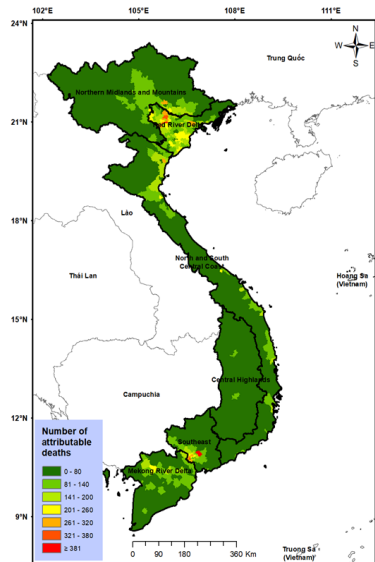 102°E 105°E 108°E 111°E
24°N
N
W E
S
Trung Quốc
Northern Midlands and Mountains
21°N
Red River Delta
18°N
Lào
North and South
Central Coast
Thái Lan
Hoang Sa
(Vietnam)
15°N
Campuchia
Central Highlands
12°N
Southeast
Mekong River Delta
9°N
Number of
attributable
deaths
0 - 80
81 - 140
141 - 200
201 - 260
261 - 320
321 - 380
≥ 381
0 90 180 360 Km
Truong Sa
(Vietnam)